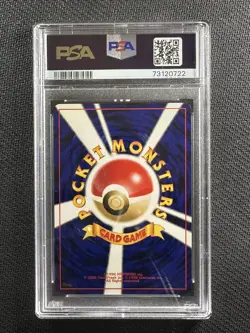 PSA
PSA
73120722
POCKET MONSTERS
CARD GAME